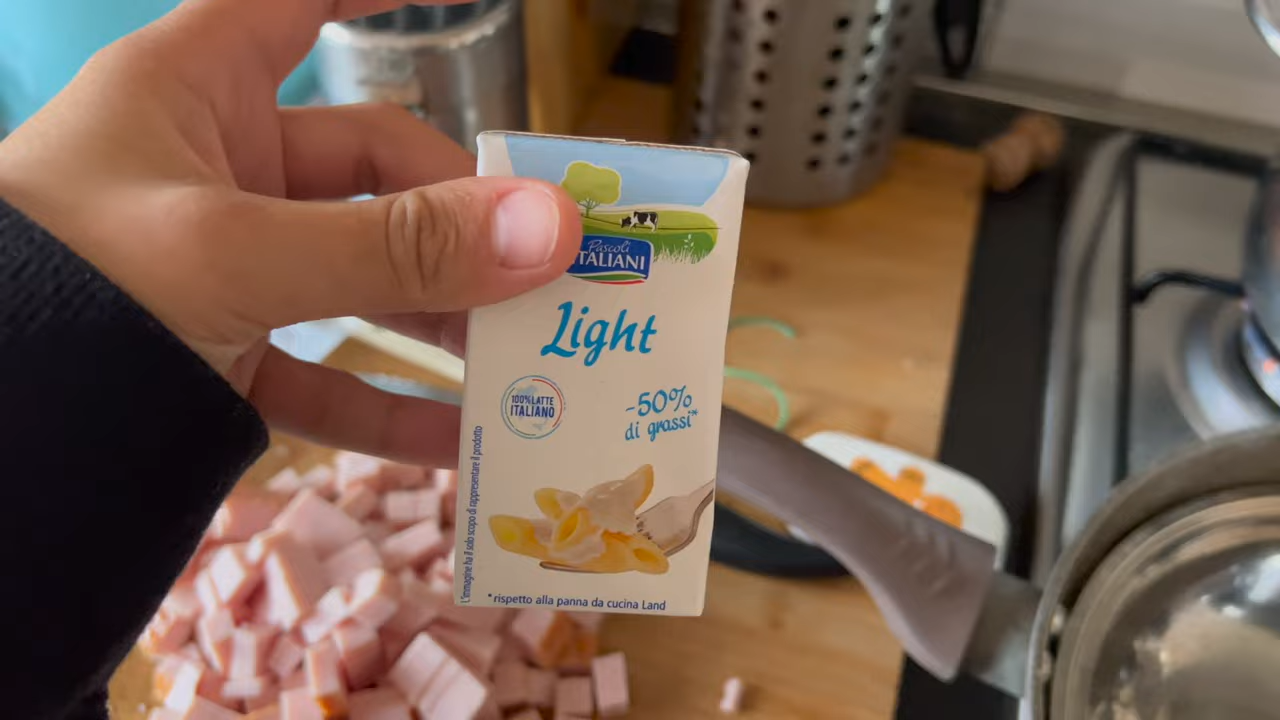 Pascoli
ITALIANI
Light
100% LATTE
ITALIANO
-50%
di grassi*
L'immagine ha il solo scopo di rappresentare il prodotto
*rispetto alla panna da cucina Land